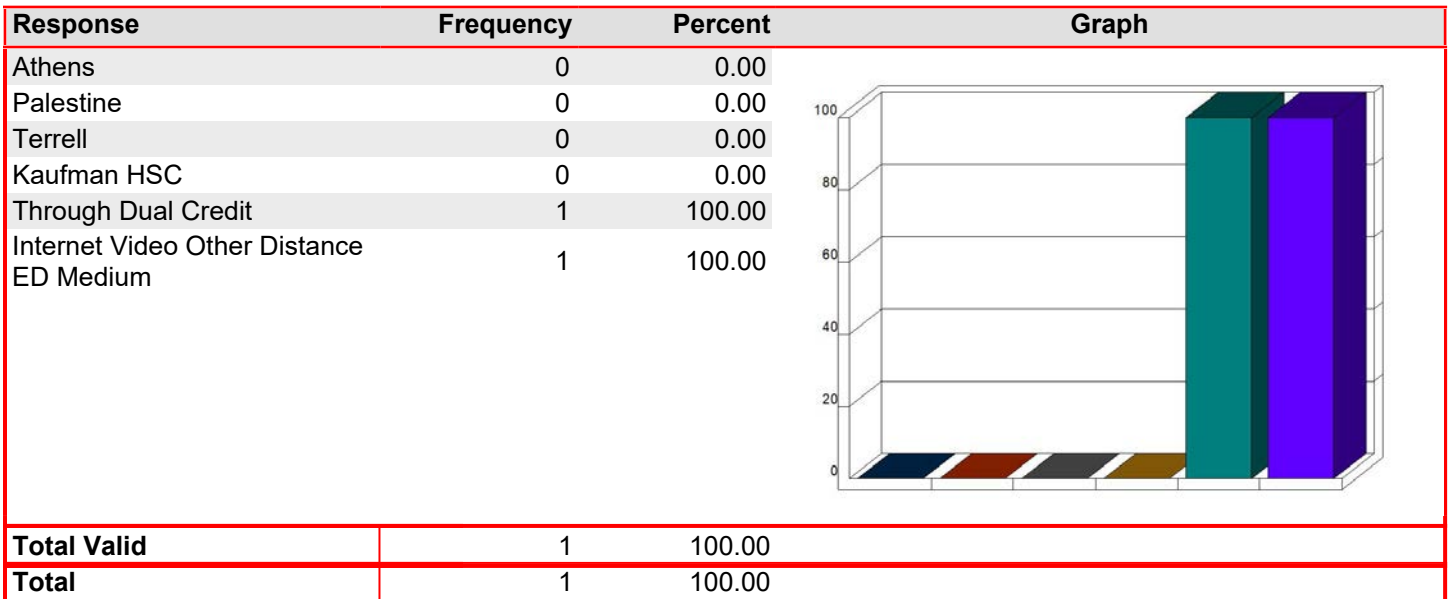 Response Frequency Percent Graph
Athens 0 0.00
Palestine 0 0.00
Terrell 0 0.00
Kaufman HSC 0 0.00
Through Dual Credit 1 100.00
Internet Video Other Distance
ED Medium 1 100.00
100
80
60
40
20
0
Total Valid 1 100.00
Total 1 100.00